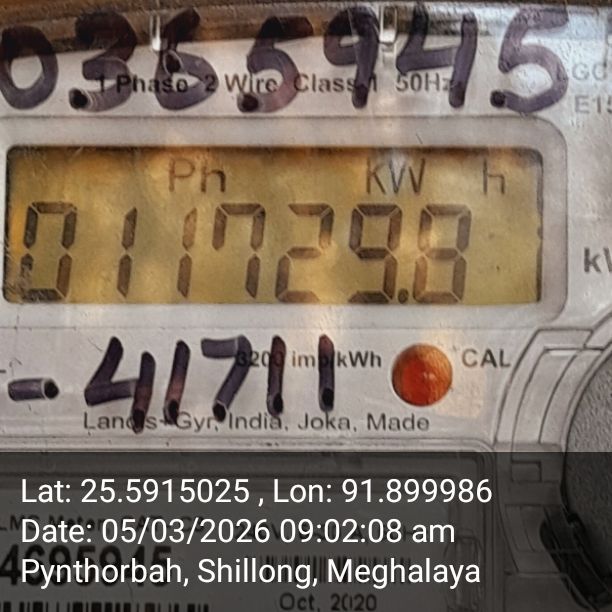 0365945
1 Phase 2 Wire Class 1 50Hz
Ph kW h
011729.8
- 41711
3200 imp/kWh CAL
Landis+Gyr, India, Joka, Made
Lat: 25.5915025 , Lon: 91.899986
Date: 05/03/2026 09:02:08 am
Pynthorbah, Shillong, Meghalaya
Oct, 2020